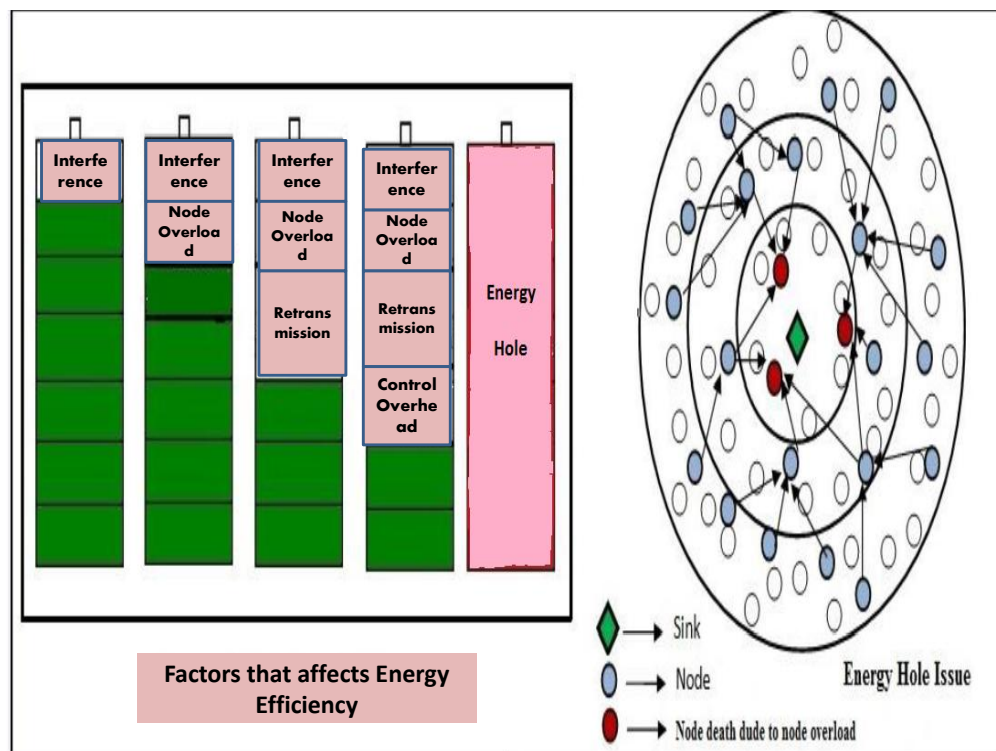 Interfe
rence
Interfer
ence
Node
Overloa
d
Interfer
ence
Node
Overloa
d
Retrans
mission
Interfer
ence
Node
Overloa
d
Retrans
mission
Control
Overhe
ad
Energy
Hole
Factors that affects Energy
Efficiency
Sink
Node
Node death dude to node overload
Energy Hole Issue